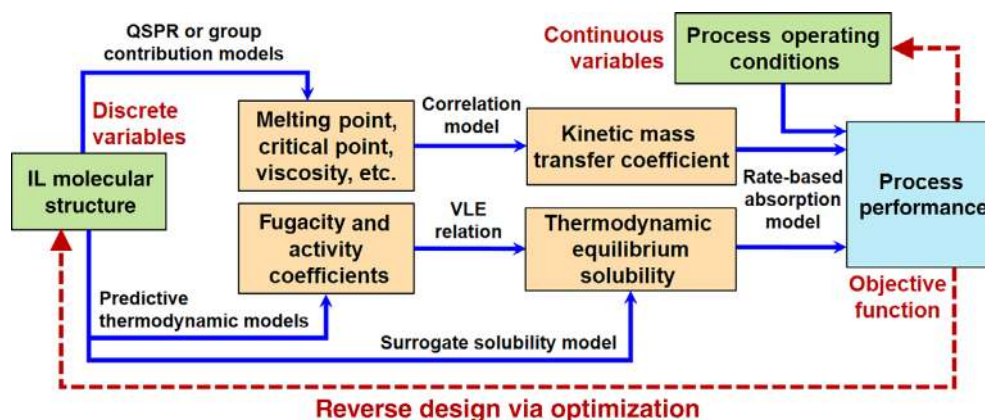 QSPR or group
contribution models
Continuous
variables
Process operating
conditions
Discrete
variables
Melting point,
critical point,
viscosity, etc.
Correlation
model
Kinetic mass
transfer coefficient
IL molecular
structure
Rate-based
absorption
model
Process
performance
Fugacity and
activity
coefficients
VLE
relation
Thermodynamic
equilibrium
solubility
Objective
function
Predictive
thermodynamic models
Surrogate solubility model
Reverse design via optimization